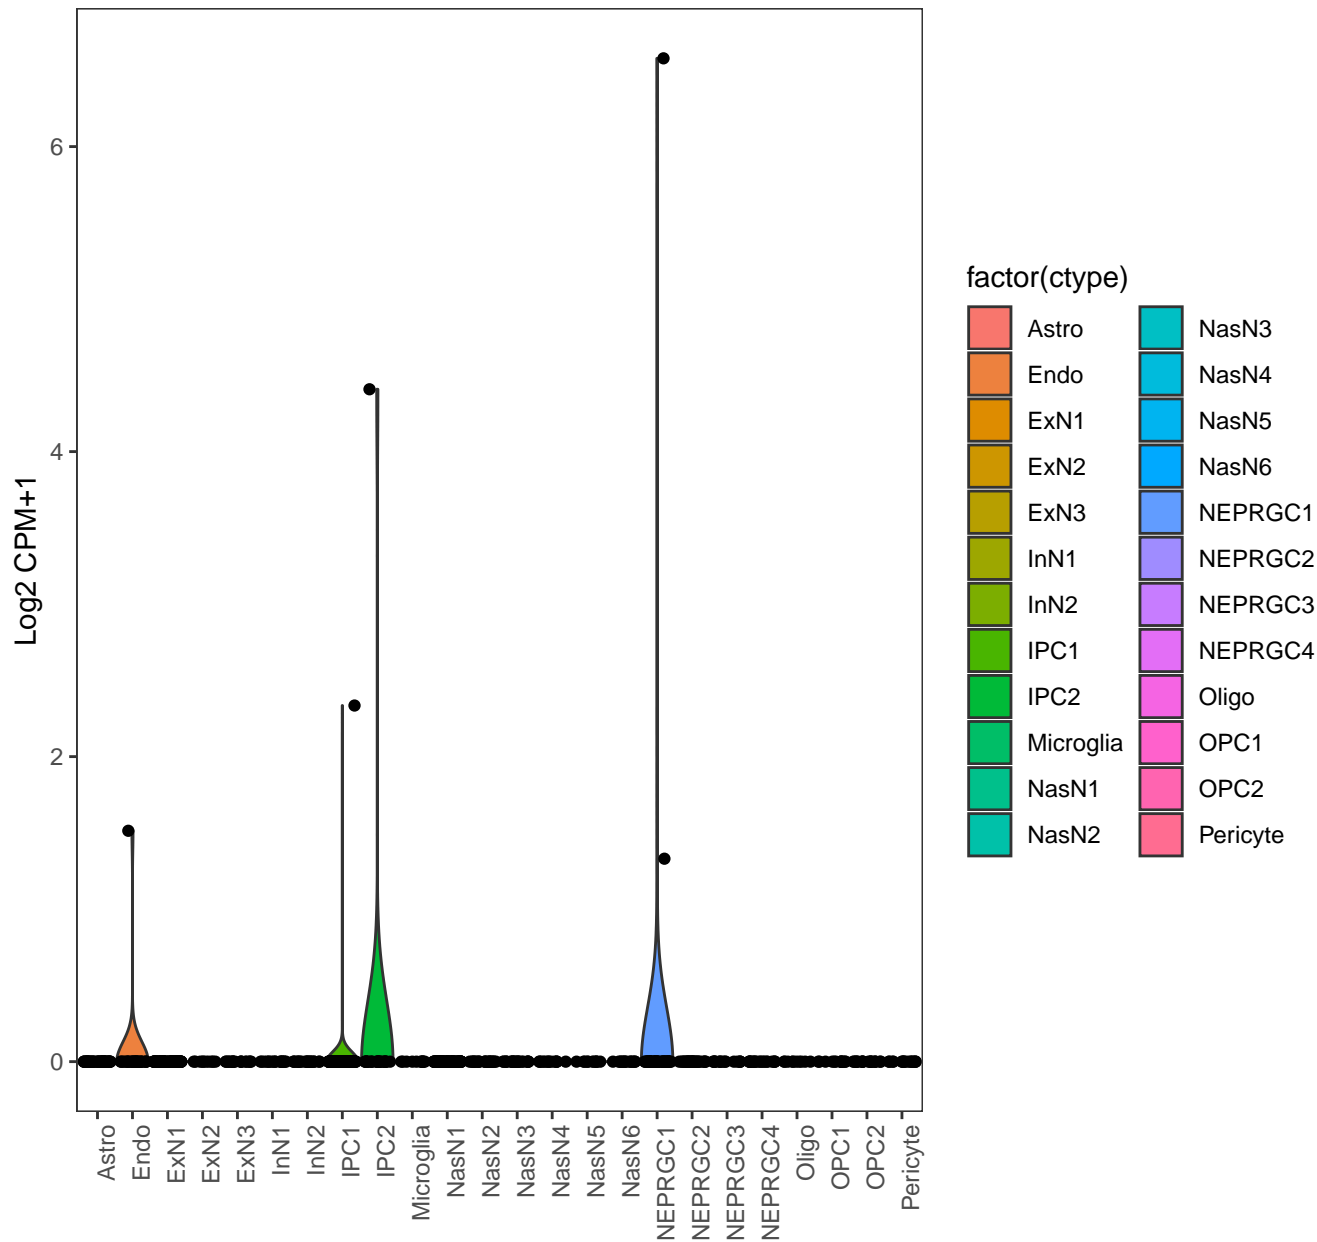 6
4
2
0
Log2 CPM+1
Astro
Endo
ExN1
ExN2
ExN3
InN1
InN2
IPC1
IPC2
Microglia
NasN1
NasN2
NasN3
NasN4
NasN5
NasN6
NEPRGC1
NEPRGC2
NEPRGC3
NEPRGC4
Oligo
OPC1
OPC2
Pericyte
factor(ctype)
Astro
Endo
ExN1
ExN2
ExN3
InN1
InN2
IPC1
IPC2
Microglia
NasN1
NasN2
NasN3
NasN4
NasN5
NasN6
NEPRGC1
NEPRGC2
NEPRGC3
NEPRGC4
Oligo
OPC1
OPC2
Pericyte